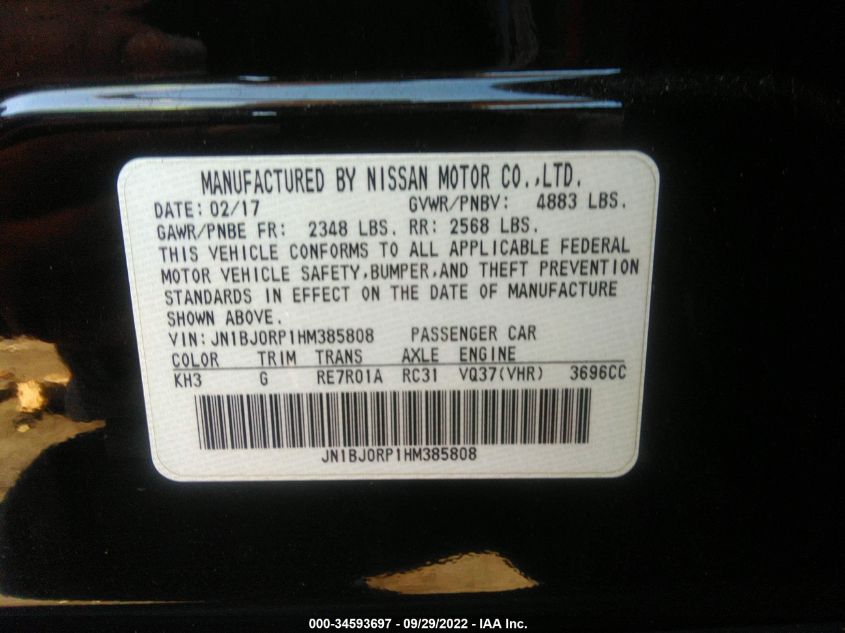 MANUFACTURED BY NISSAN MOTOR CO.,LTD.
DATE: 02/17 GVWR/PNBV: 4883 LBS.
GAWR/PNBE FR: 2348 LBS. RR: 2568 LBS.
THIS VEHICLE CONFORMS TO ALL APPLICABLE FEDERAL
MOTOR VEHICLE SAFETY,BUMPER,AND THEFT PREVENTION
STANDARDS IN EFFECT ON THE DATE OF MANUFACTURE
SHOWN ABOVE.
VIN: JN1BJ0RP1HM385808 PASSENGER CAR
COLOR TRIM TRANS AXLE ENGINE
KH3 G RE7R01A RC31 VQ37(VHR) 3696CC
JN1BJ0RP1HM385808
000-34593697 - 09/29/2022 - IAA Inc.